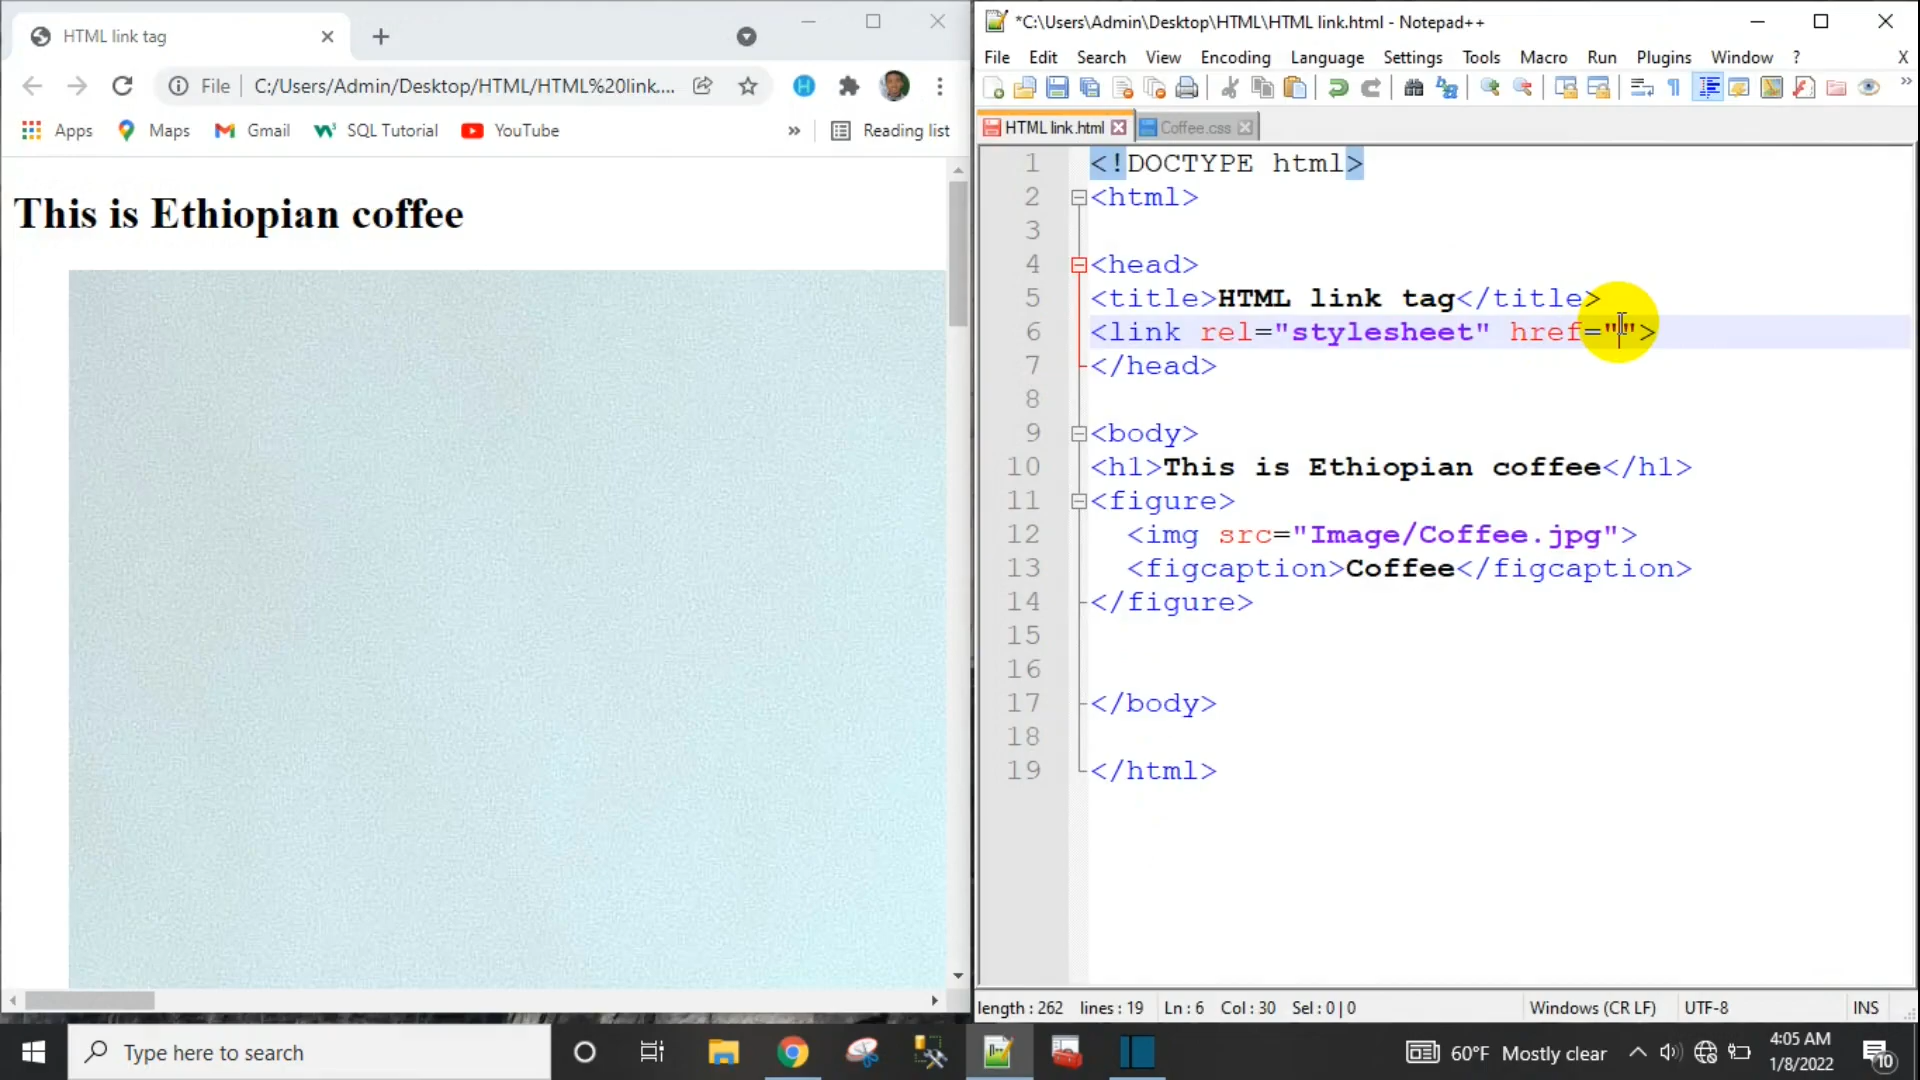 HTML link tag
File C:/Users/Admin/Desktop/HTML/HTML%20link....
Apps Maps Gmail SQL Tutorial YouTube » Reading list
This is Ethiopian coffee
*C:\Users\Admin\Desktop\HTML\HTML link.html - Notepad++
File Edit Search View Encoding Language Settings Tools Macro Run Plugins Window ? X
HTML link.html Coffee.css
1 <!DOCTYPE html>
2 <html>
3
4 <head>
5 <title>HTML link tag</title>
6 <link rel="stylesheet" href="">
7 </head>
8
9 <body>
10 <h1>This is Ethiopian coffee</h1>
11 <figure>
12 <img src="Image/Coffee.jpg">
13 <figcaption>Coffee</figcaption>
14 </figure>
15
16
17 </body>
18
19 </html>
length : 262 lines : 19 Ln : 6 Col : 30 Sel : 0 | 0 Windows (CR LF) UTF-8 INS
Type here to search
60°F Mostly clear
4:05 AM
1/8/2022
10